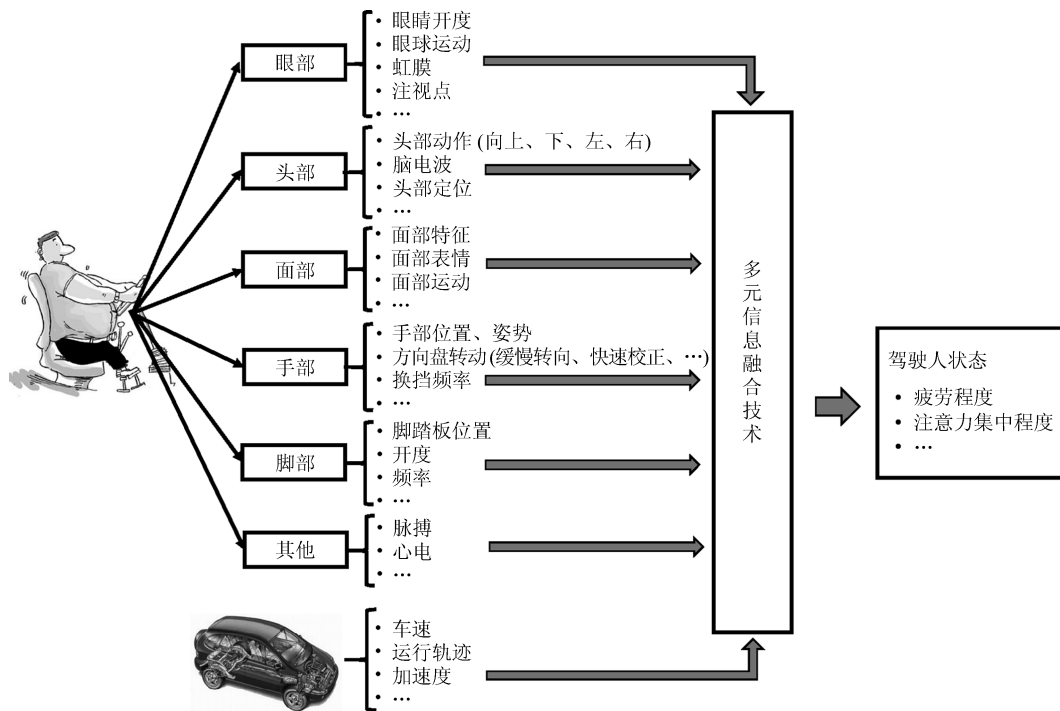 眼部
• 眼睛开度
• 眼球运动
• 虹膜
• 注视点
• …
头部
• 头部动作 (向上、下、左、右)
• 脑电波
• 头部定位
• …
面部
• 面部特征
• 面部表情
• 面部运动
• …
手部
• 手部位置、姿势
• 方向盘转动 (缓慢转向、快速校正、…)
• 换挡频率
• …
脚部
• 脚踏板位置
• 开度
• 频率
• …
其他
• 脉搏
• 心电
• …
• 车速
• 运行轨迹
• 加速度
• …
多元信息融合技术
驾驶人状态
• 疲劳程度
• 注意力集中程度
• …